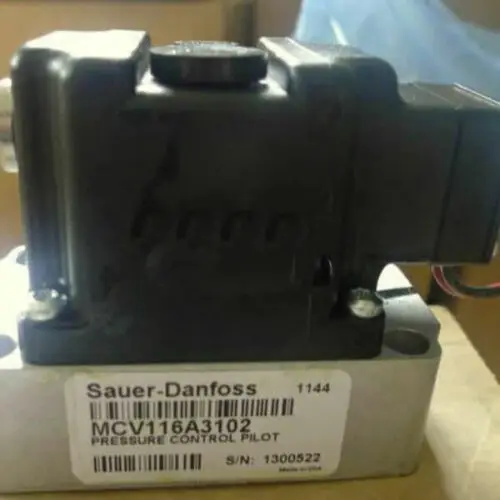 Sauer-Danfoss 1144
MCV116A3102
PRESSURE CONTROL PILOT
S/N: 1300522
Made in USA